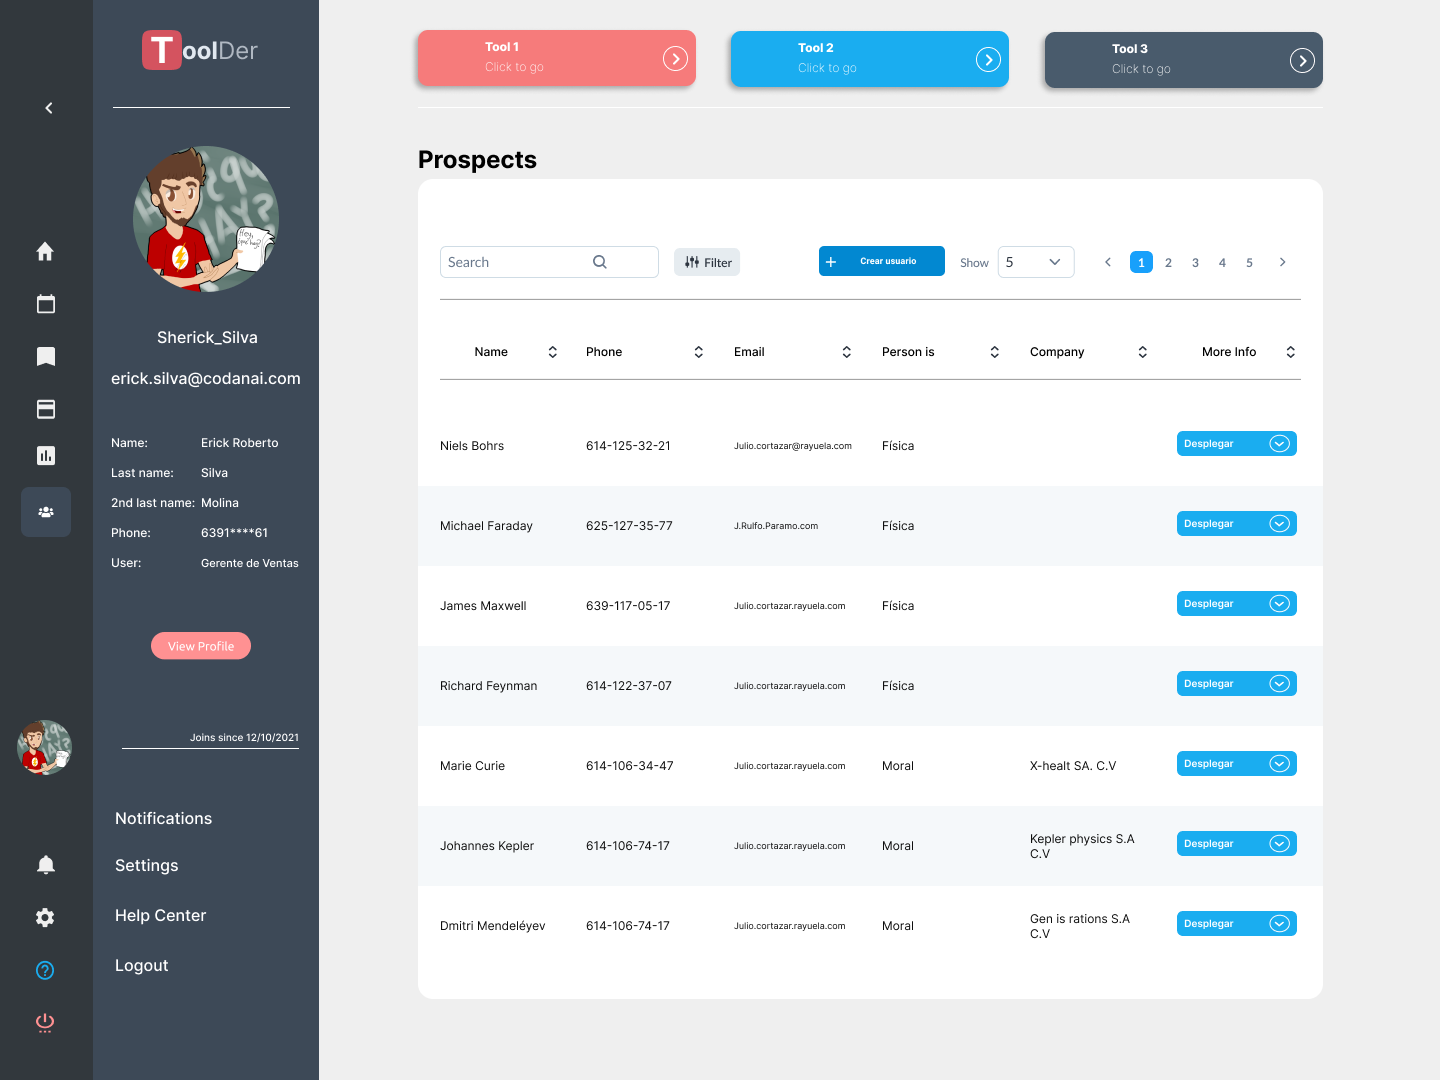 ToolDer
Sherick_Silva
erick.silva@codanai.com
Name: Erick Roberto
Last name: Silva
2nd last name: Molina
Phone: 6391****61
User: Gerente de Ventas
View Profile
Joins since 12/10/2021
Notifications
Settings
Help Center
Logout
Tool 1
Click to go
Tool 2
Click to go
Tool 3
Click to go
Prospects
Search Filter Crear usuario Show 5 1 2 3 4 5
Name Phone Email Person is Company More Info
Niels Bohrs 614-125-32-21 Julio.cortazar@rayuela.com Física Desplegar
Michael Faraday 625-127-35-77 J.Rulfo.Paramo.com Física Desplegar
James Maxwell 639-117-05-17 Julio.cortazar.rayuela.com Física Desplegar
Richard Feynman 614-122-37-07 Julio.cortazar.rayuela.com Física Desplegar
Marie Curie 614-106-34-47 Julio.cortazar.rayuela.com Moral X-healt SA. C.V Desplegar
Johannes Kepler 614-106-74-17 Julio.cortazar.rayuela.com Moral Kepler physics S.A
C.V Desplegar
Dmitri Mendeléyev 614-106-74-17 Julio.cortazar.rayuela.com Moral Gen is rations S.A
C.V Desplegar